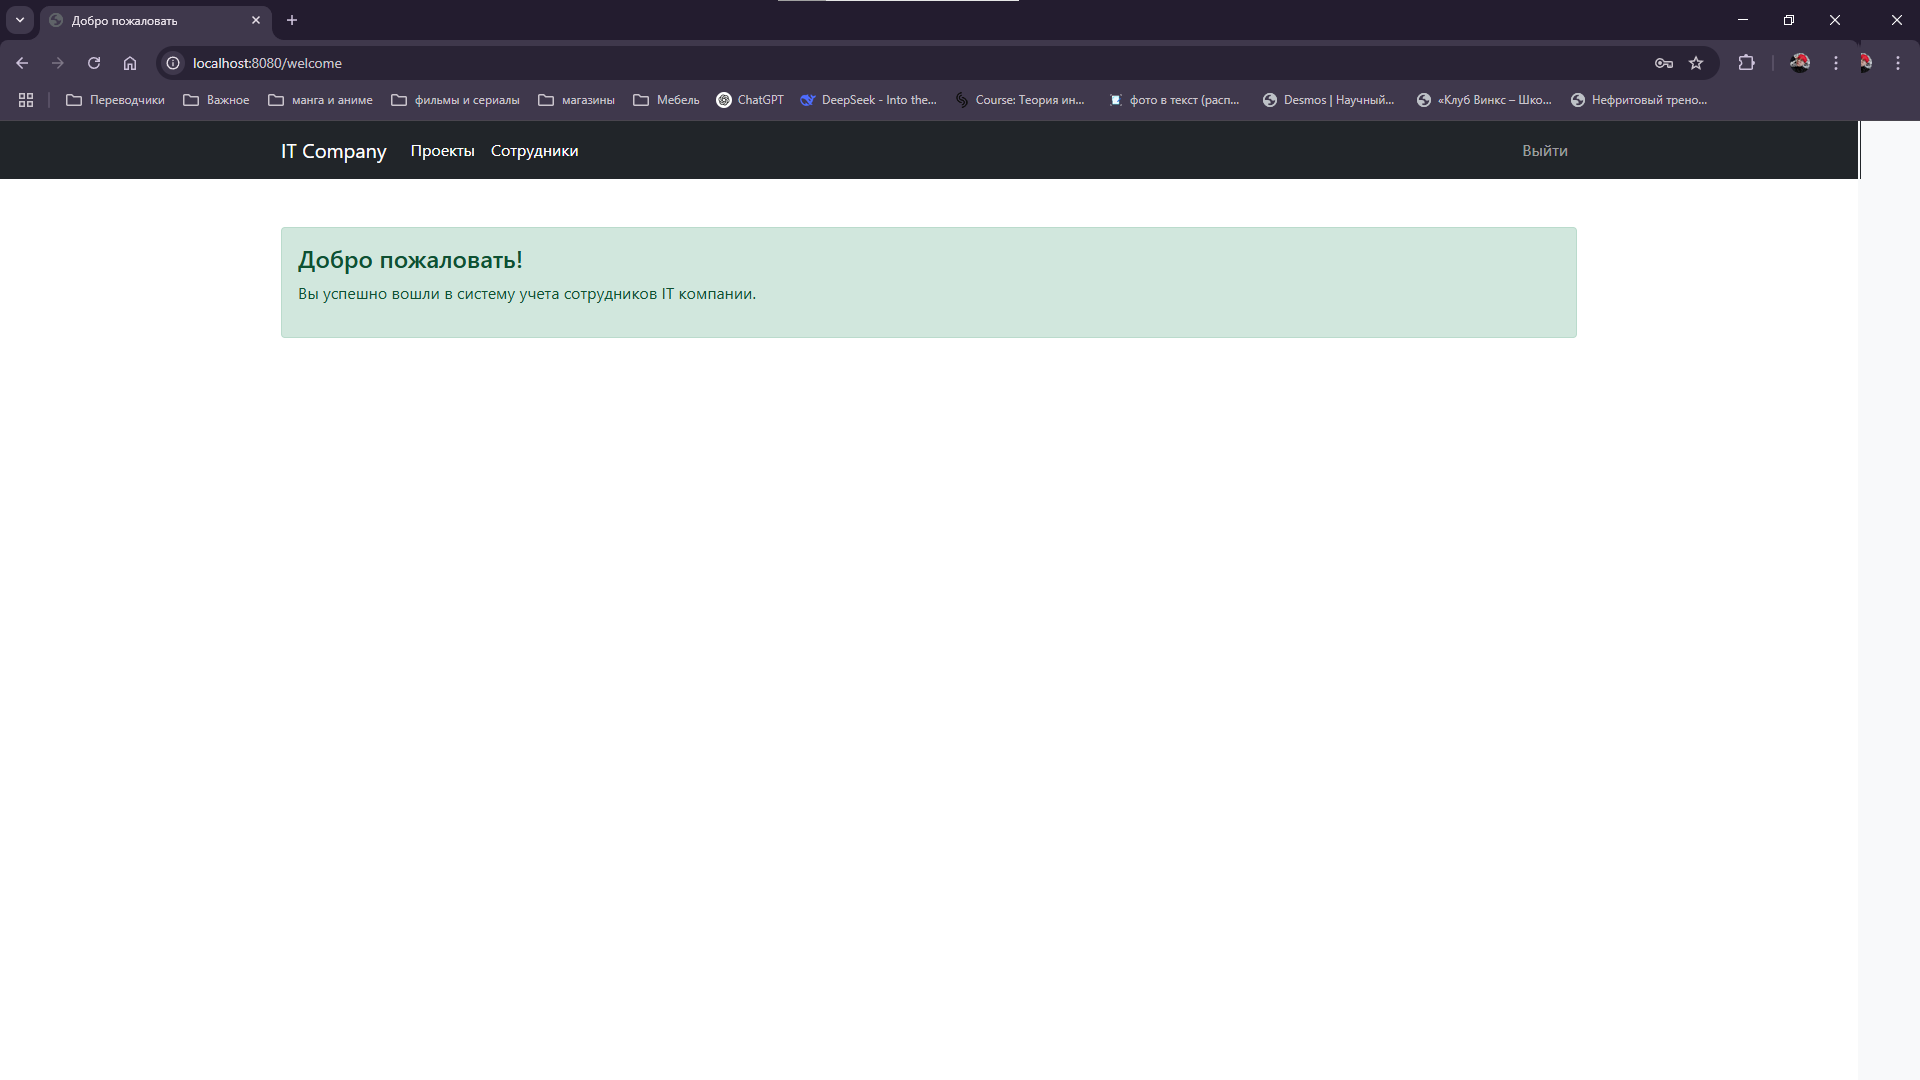 Добро пожаловать
localhost:8080/welcome
Переводчики Важное манга и аниме фильмы и сериалы магазины Мебель ChatGPT DeepSeek - Into the... Course: Теория ин... фото в текст (расп... Desmos | Научный... «Клуб Винкс – Шко... Нефритовый трено...
IT Company Проекты Сотрудники Выйти
Добро пожаловать!
Вы успешно вошли в систему учета сотрудников IT компании.